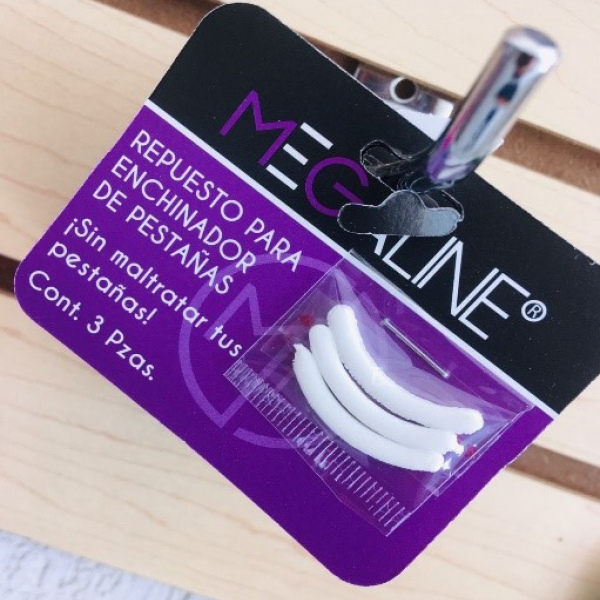 MEGALINE®
REPUESTO PARA
ENCHINADOR
DE PESTAÑAS
¡Sin maltratar tus
pestañas!
Cont. 3 Pzas.